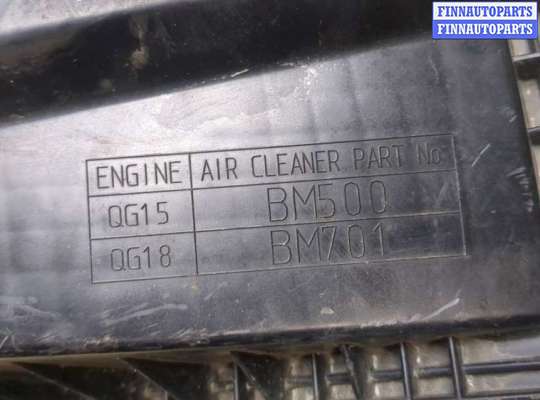 FINNAUTOPARTS
FINNAUTOPARTS
ENGINE AIR CLEANER PART No
QG15 BM500
QG18 BM701